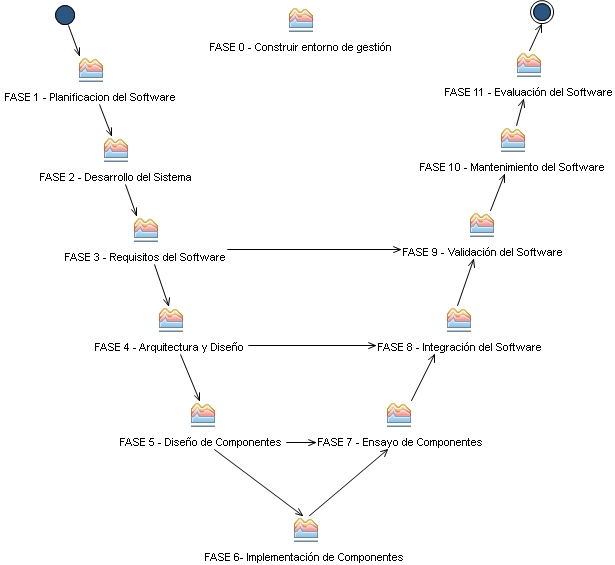 FASE 0 - Construir entorno de gestión
FASE 1 - Planificacion del Software
FASE 11 - Evaluación del Software
FASE 2 - Desarrollo del Sistema
FASE 10 - Mantenimiento del Software
FASE 3 - Requisitos del Software
FASE 9 - Validación del Software
FASE 4 - Arquitectura y Diseño
FASE 8 - Integración del Software
FASE 5 - Diseño de Componentes
FASE 7 - Ensayo de Componentes
FASE 6- Implementación de Componentes